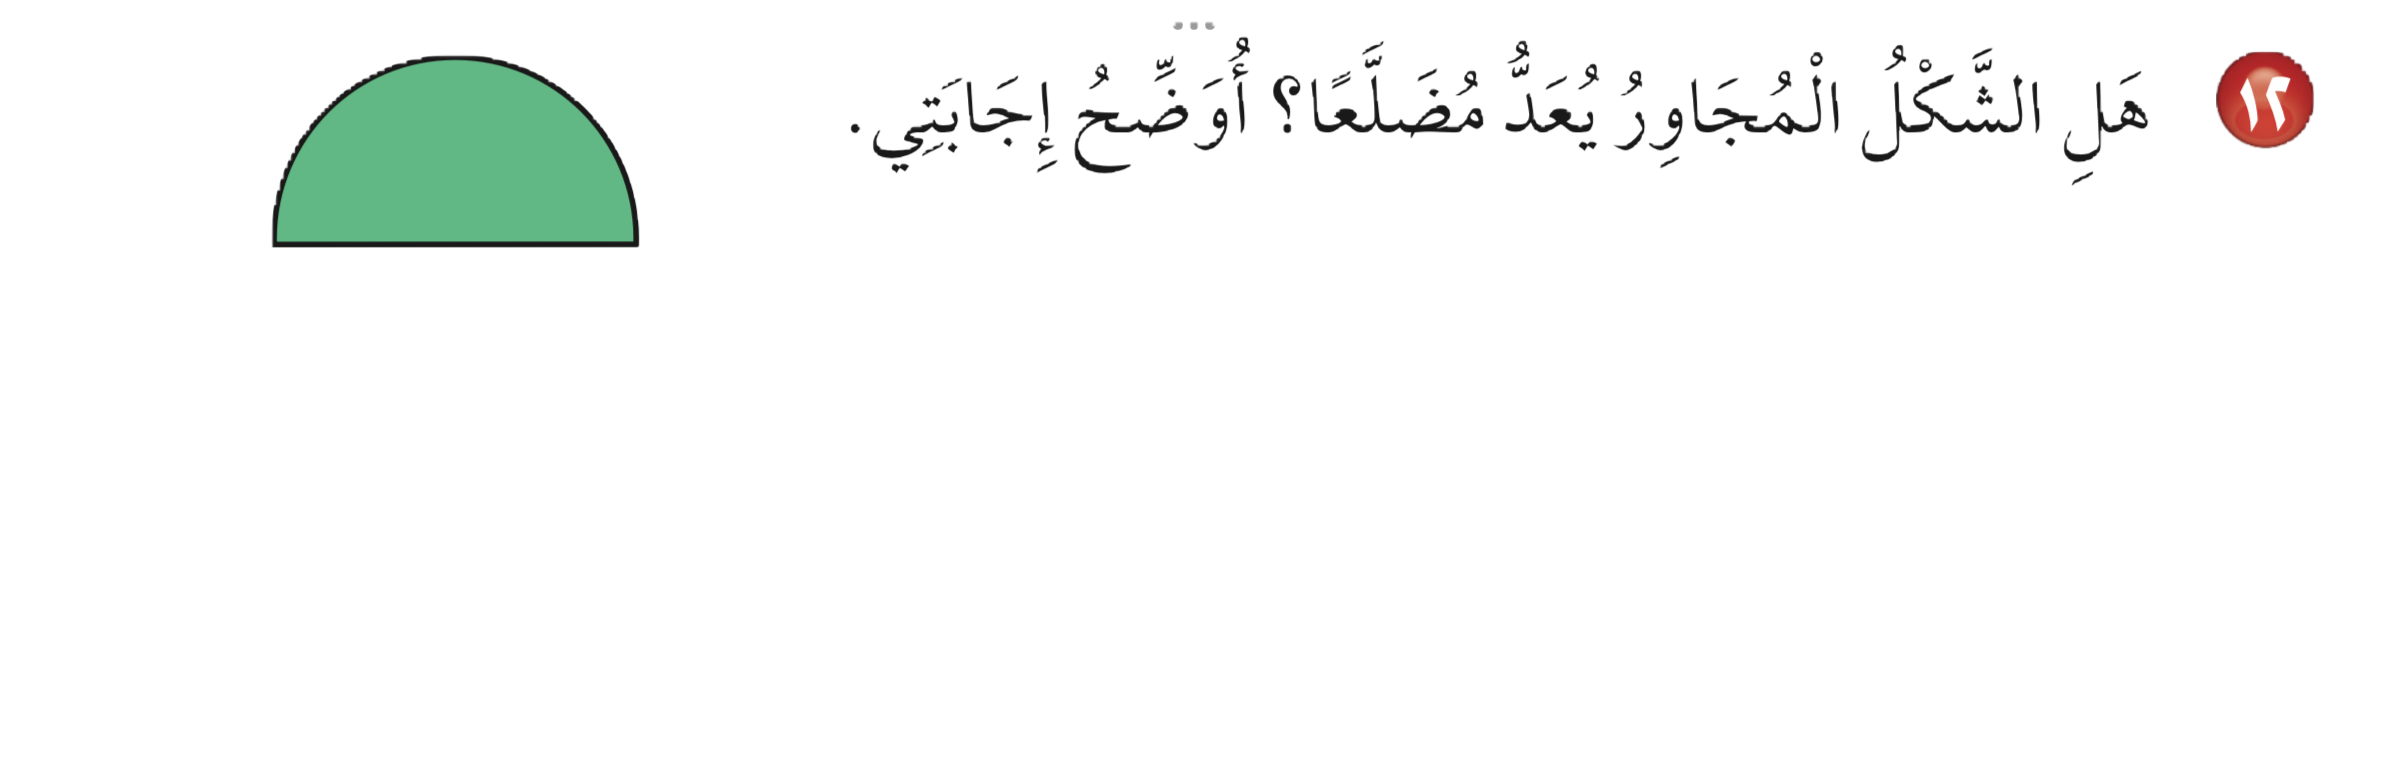 ١٢ هَلِ الشَّكْلُ الْمُجَاوِرُ يُعَدُّ مُضَلَّعًا؟ أُوَضِّحُ إِجَابَتِي.